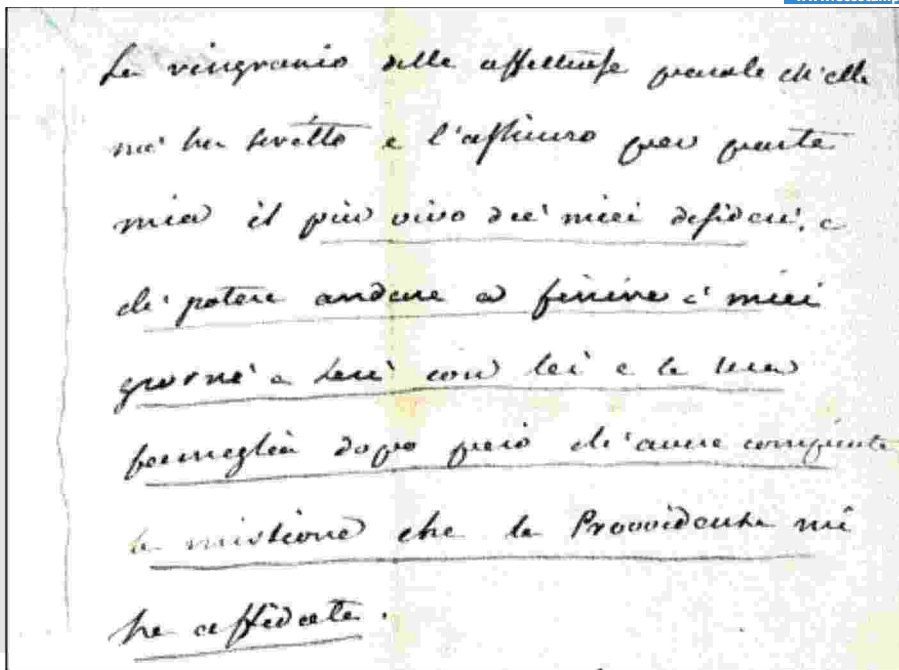 La ringrazio delle affettuose parole ch'ella
mi ha scritto e l'assicuro per parte
mia il più vivo dei miei desideri, e
di potere andare a finire i miei
giorni a Leri con lei e la sua
famiglia dopo però di avere compiuta
la missione che la Provvidenza mi
ha affidata.